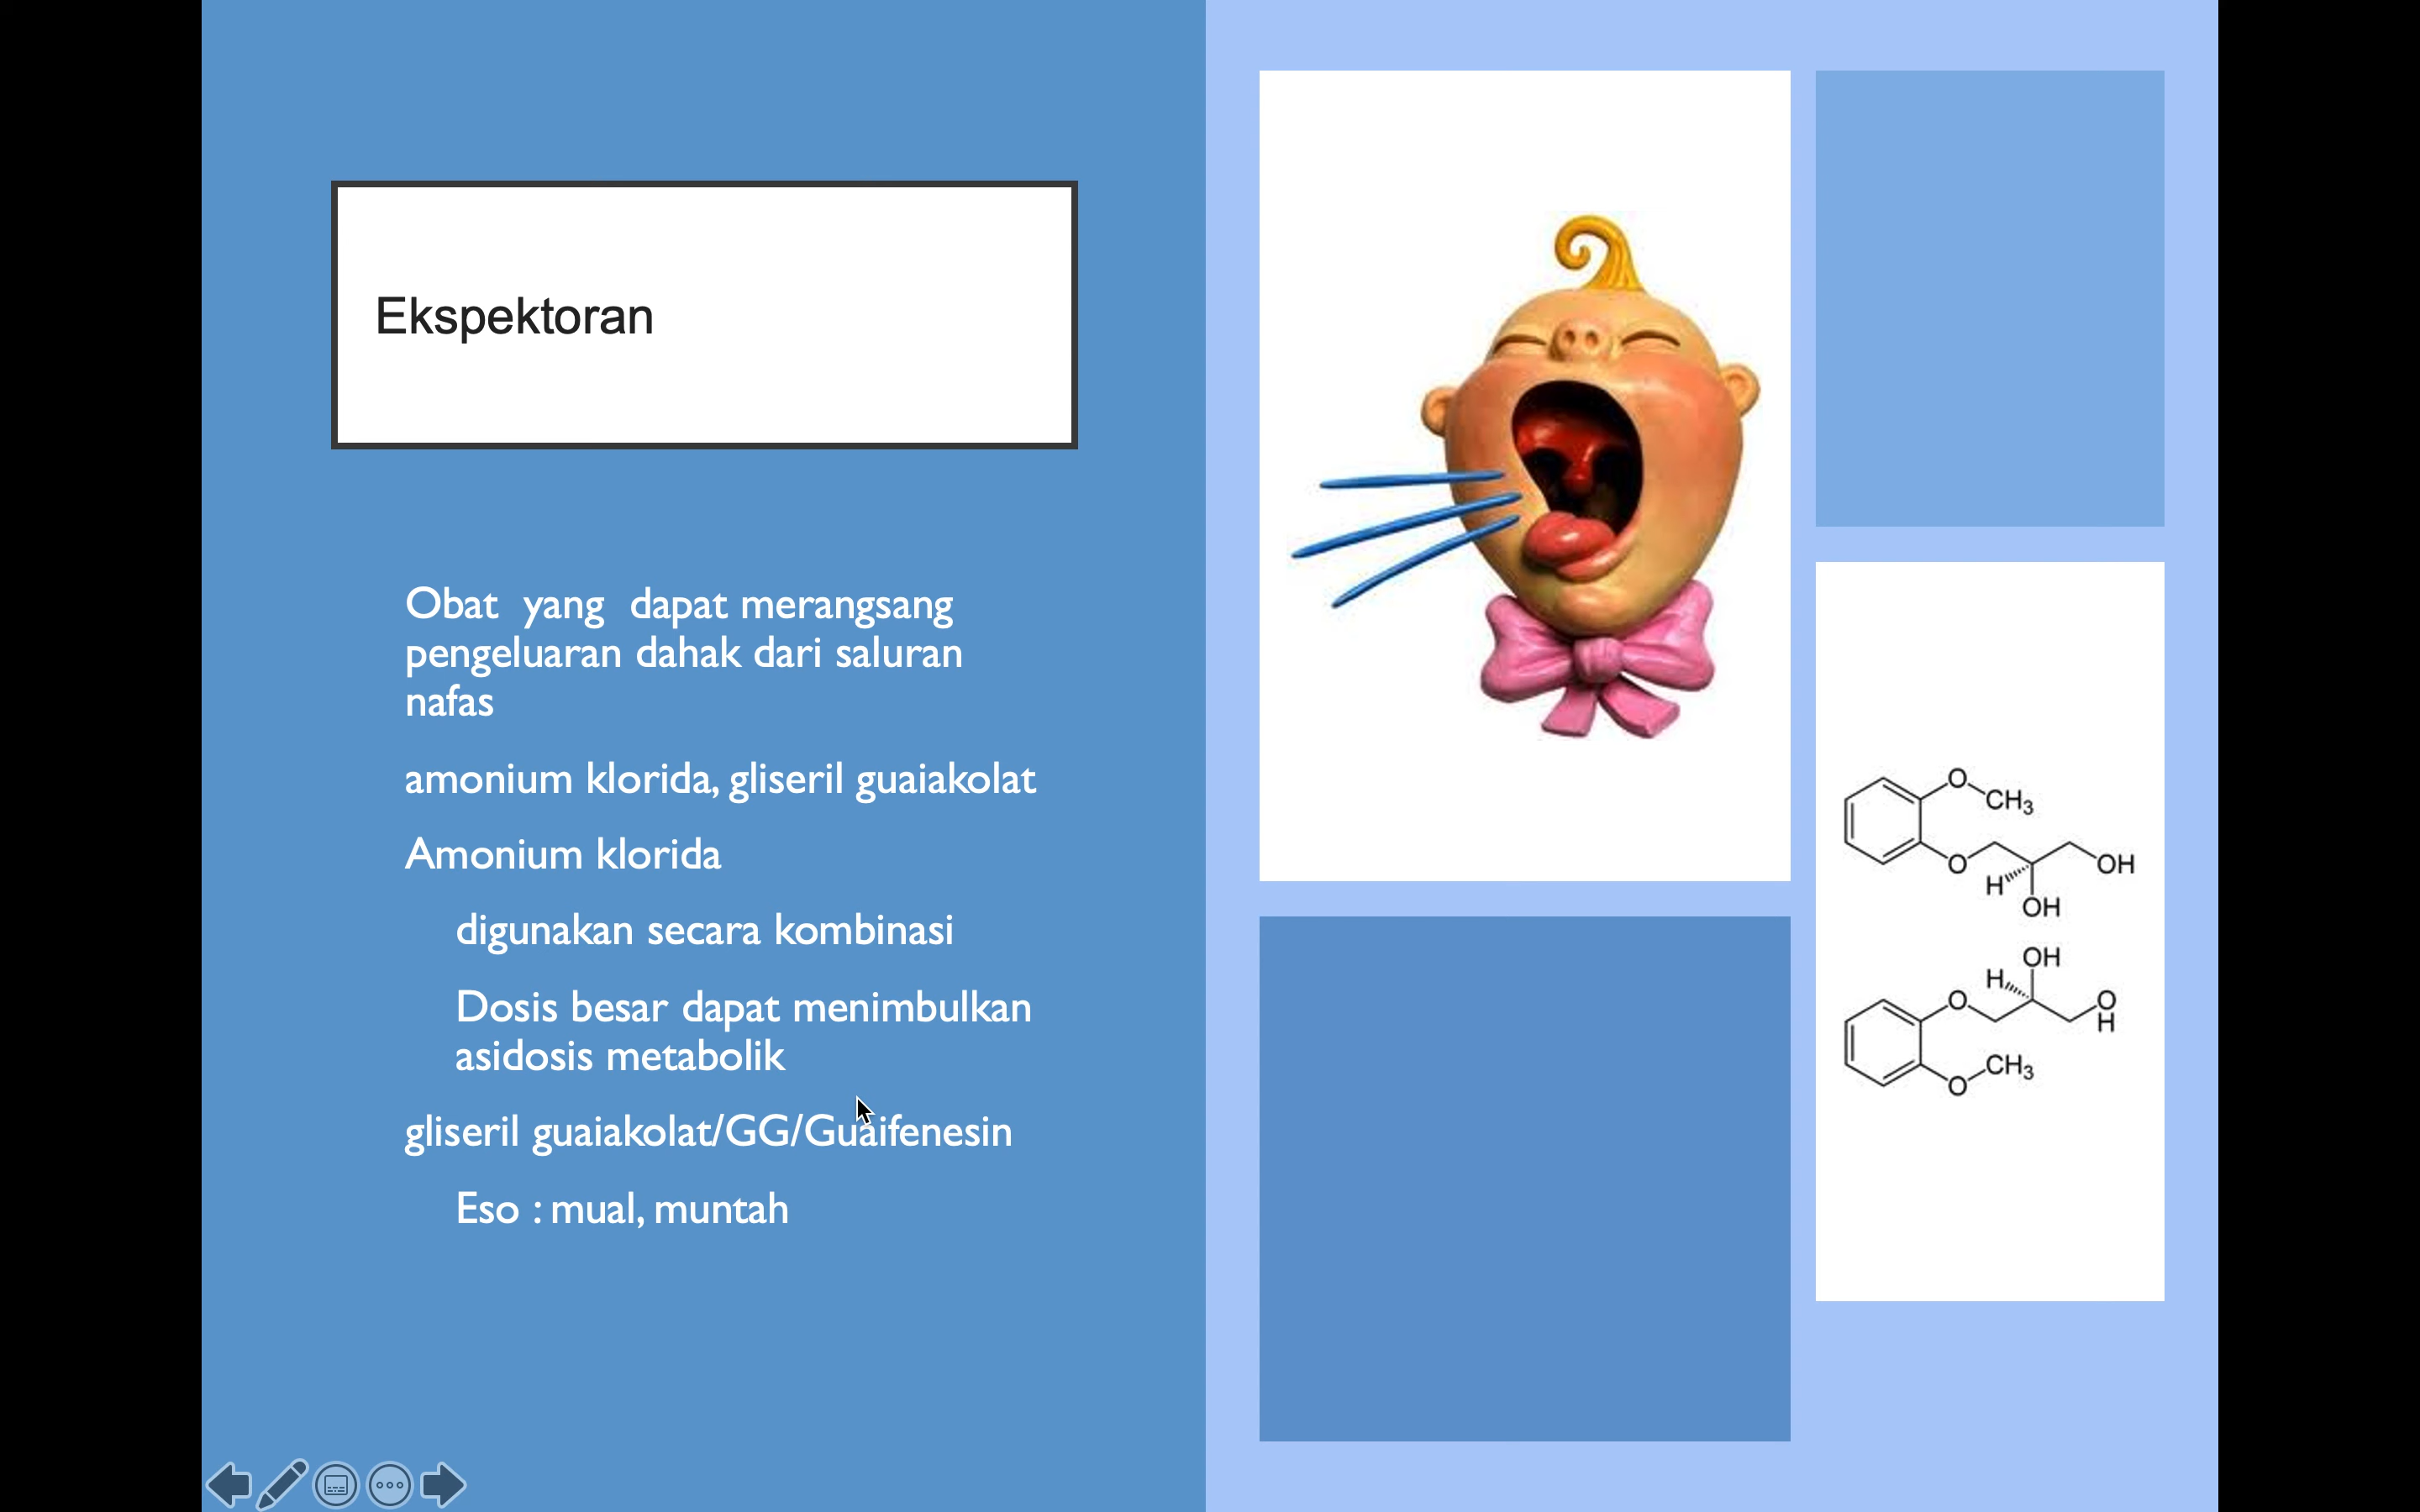 Ekspektoran
Obat yang dapat merangsang
pengeluaran dahak dari saluran
nafas
amonium klorida, gliseril guaiakolat
Amonium klorida
digunakan secara kombinasi
Dosis besar dapat menimbulkan
asidosis metabolik
gliseril guaiakolat/GG/Guaifenesin
Eso : mual, muntah
O
CH3
O
H
OH
OH
OH
H
O
O
H
CH3
O